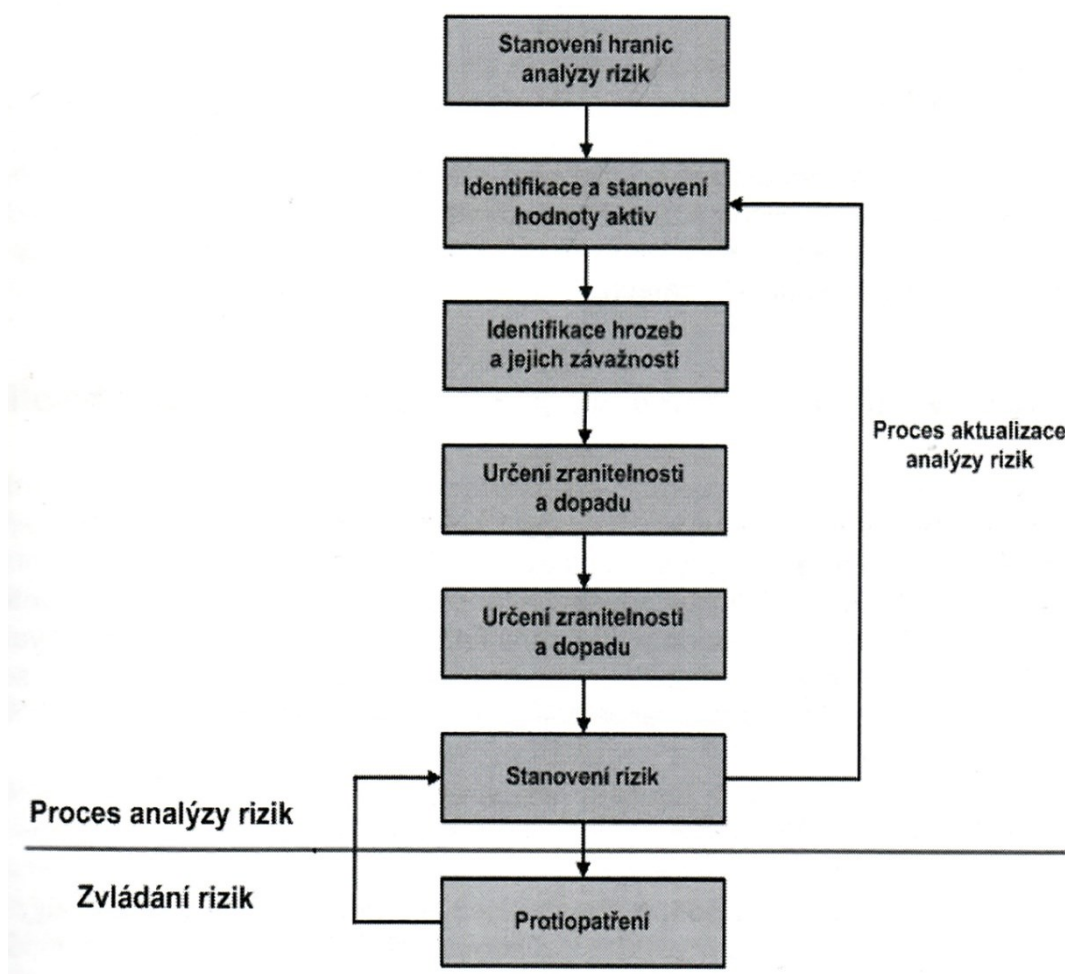 Stanovení hranic
analýzy rizik
Identifikace a stanovení
hodnoty aktiv
Identifikace hrozeb
a jejich závažností
Proces aktualizace
analýzy rizik
Určení zranitelnosti
a dopadu
Určení zranitelnosti
a dopadu
Stanovení rizik
Proces analýzy rizik
Zvládání rizik
Protiopatření